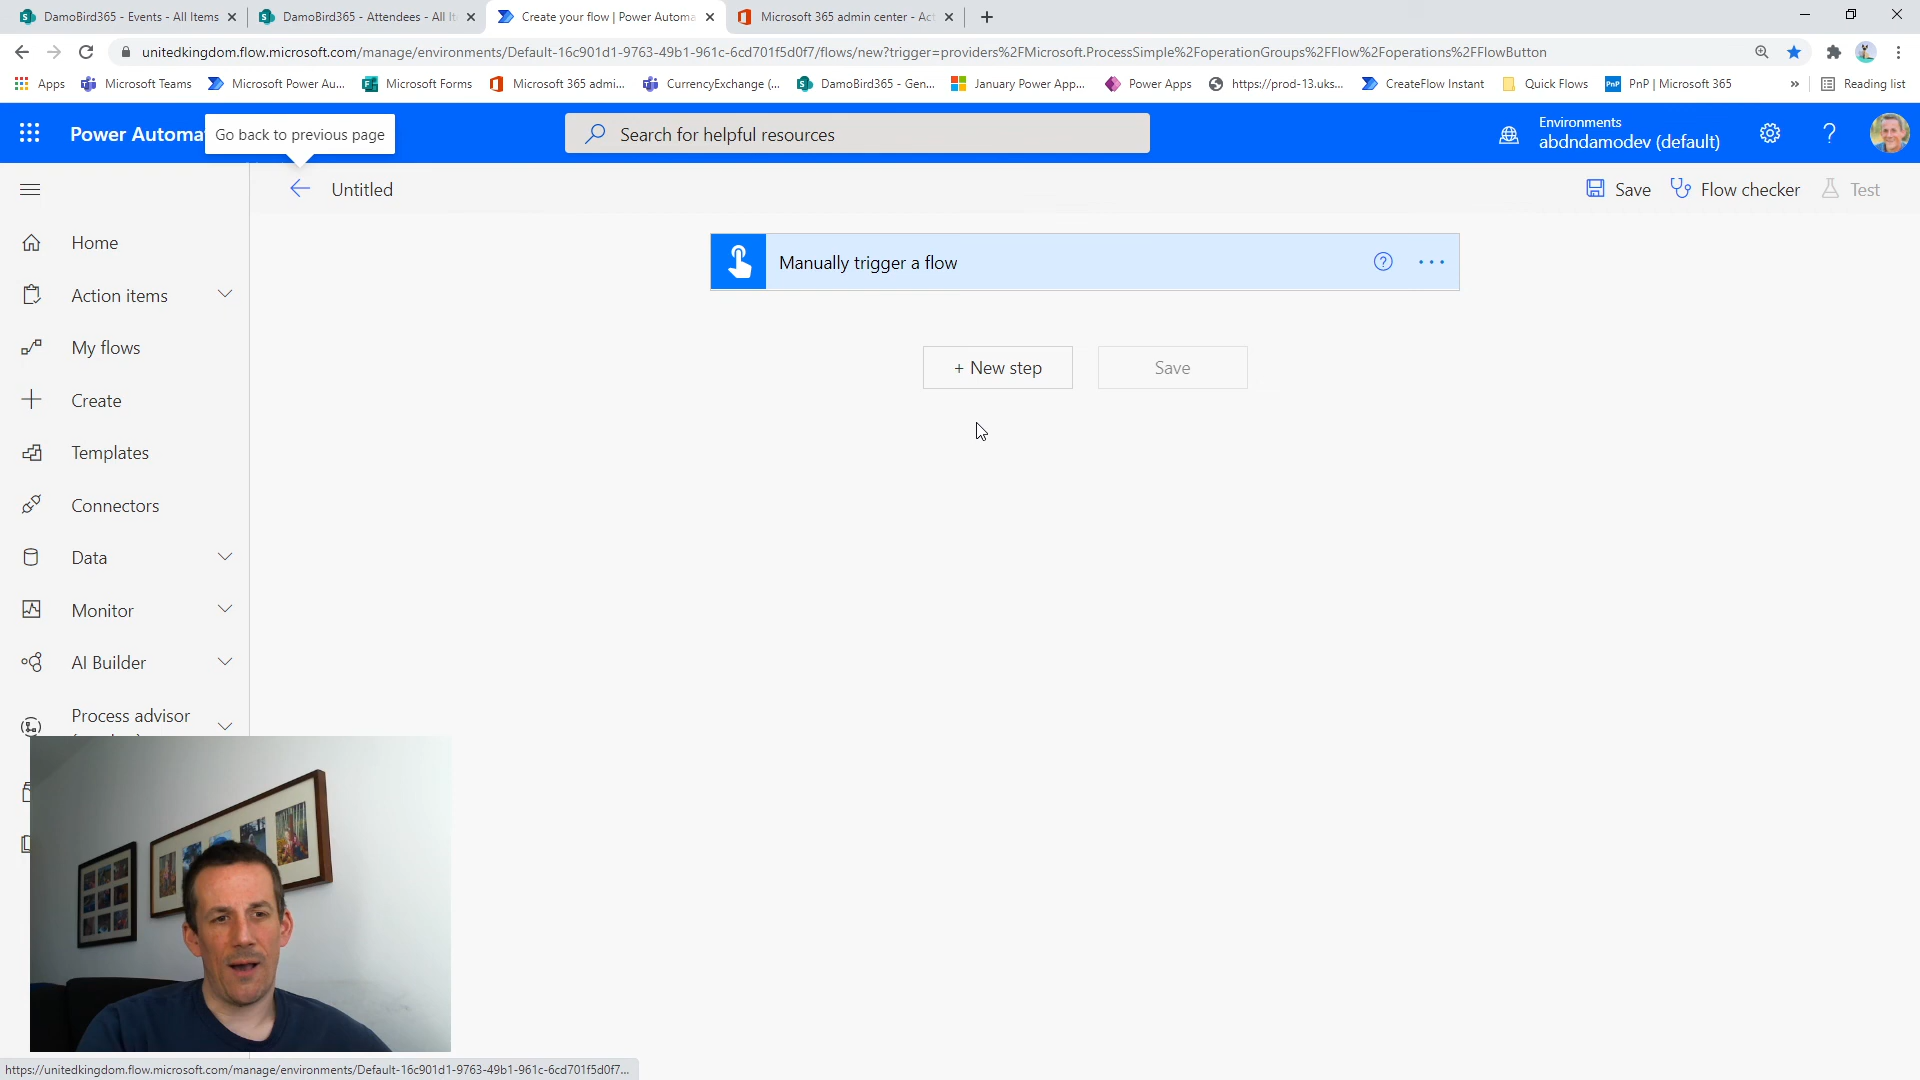 DamoBird365 - Events - All Items
DamoBird365 - Attendees - All It
Create your flow | Power Automa
Microsoft 365 admin center - Act
unitedkingdom.flow.microsoft.com/manage/environments/Default-16c901d1-9763-49b1-961c-6cd701f5d0f7/flows/new?trigger=providers%2FMicrosoft.ProcessSimple%2FoperationGroups%2FFlow%2Foperations%2FFlowButton
Apps
Microsoft Teams
Microsoft Power Au...
Microsoft Forms
Microsoft 365 admi...
CurrencyExchange (...
DamoBird365 - Gen...
January Power App...
Power Apps
https://prod-13.uks...
CreateFlow Instant
Quick Flows
PnP | Microsoft 365
»
Reading list
Power Automa
Go back to previous page
Search for helpful resources
Environments
abdndamodev (default)
Untitled
Save
Flow checker
Test
Home
Action items
My flows
Create
Templates
Connectors
Data
Monitor
AI Builder
Process advisor
Manually trigger a flow
+ New step
Save
https://unitedkingdom.flow.microsoft.com/manage/environments/Default-16c901d1-9763-49b1-961c-6cd701f5d0f7...